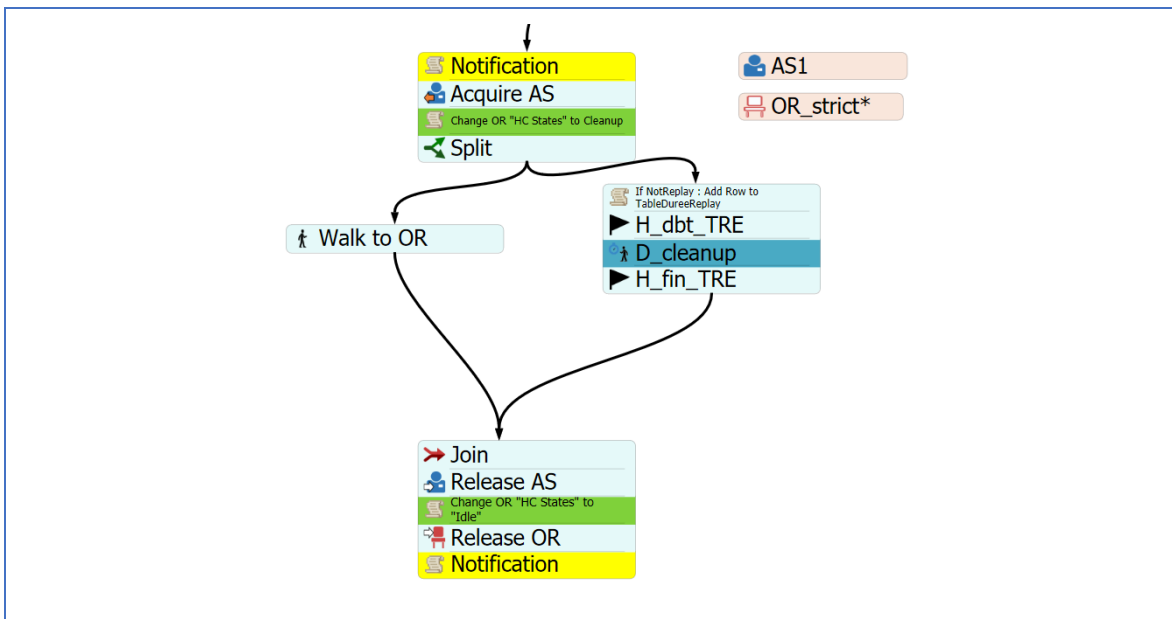 Notification
Acquire AS
Change OR "HC States" to Cleanup
Split
AS1
OR_strict*
Walk to OR
If NotReplay : Add Row to
TableDureeReplay
H_dbt_TRE
D_cleanup
H_fin_TRE
Join
Release AS
Change OR "HC States" to
"Idle"
Release OR
Notification